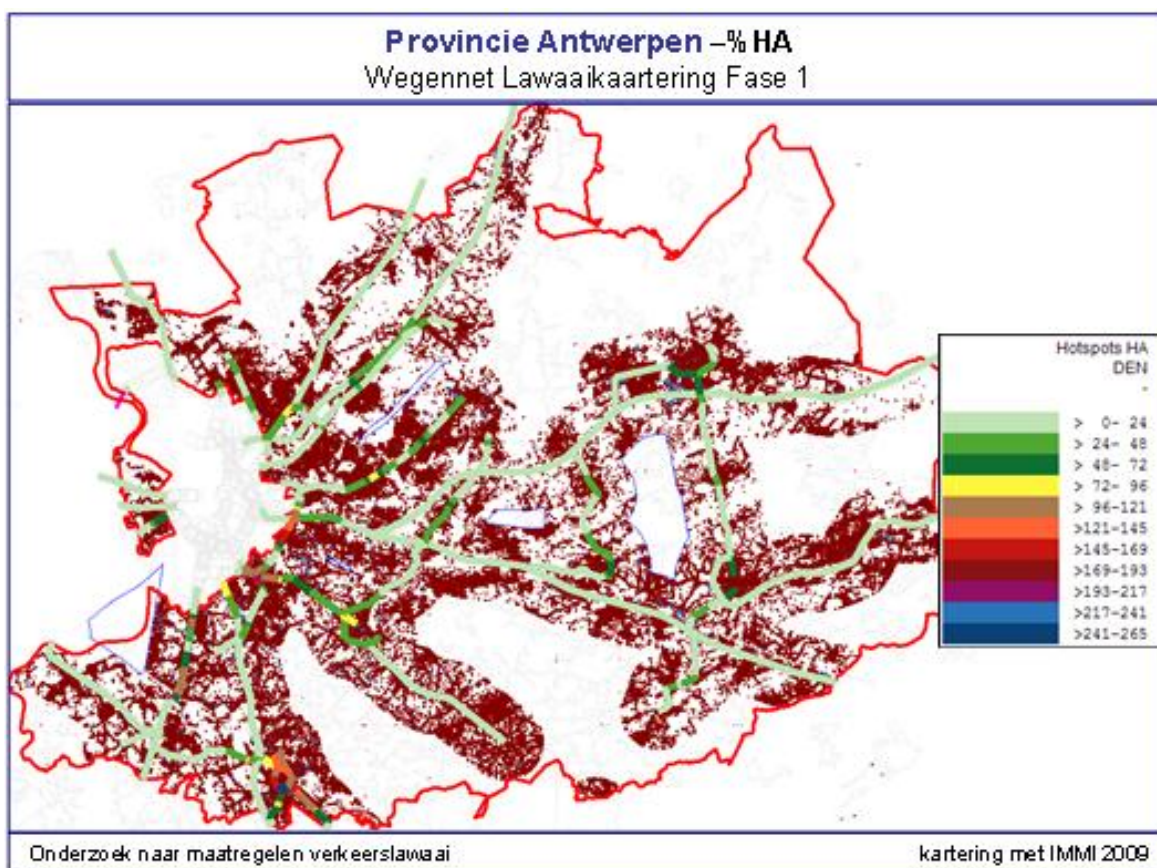 Provincie Antwerpen –% HA
Wegennet Lawaaikaartering Fase 1
Hotspots HA
DEN
-
> 0- 24
> 24- 48
> 48- 72
> 72- 96
> 96-121
>121-145
>145-169
>169-193
>193-217
>217-241
>241-265
Onderzoek naar maatregelen verkeerslawaai
kartering met IMMI 2009